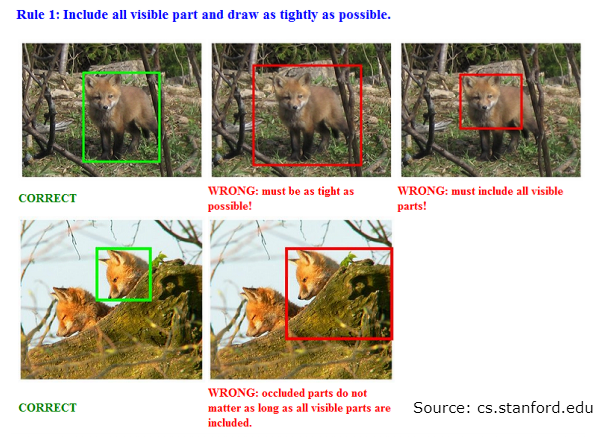 Rule 1: Include all visible part and draw as tightly as possible.
CORRECT
WRONG: must be as tight as
possible!
WRONG: must include all visible
parts!
CORRECT
WRONG: occluded parts do not
matter as long as all visible parts are
included.
Source: cs.stanford.edu